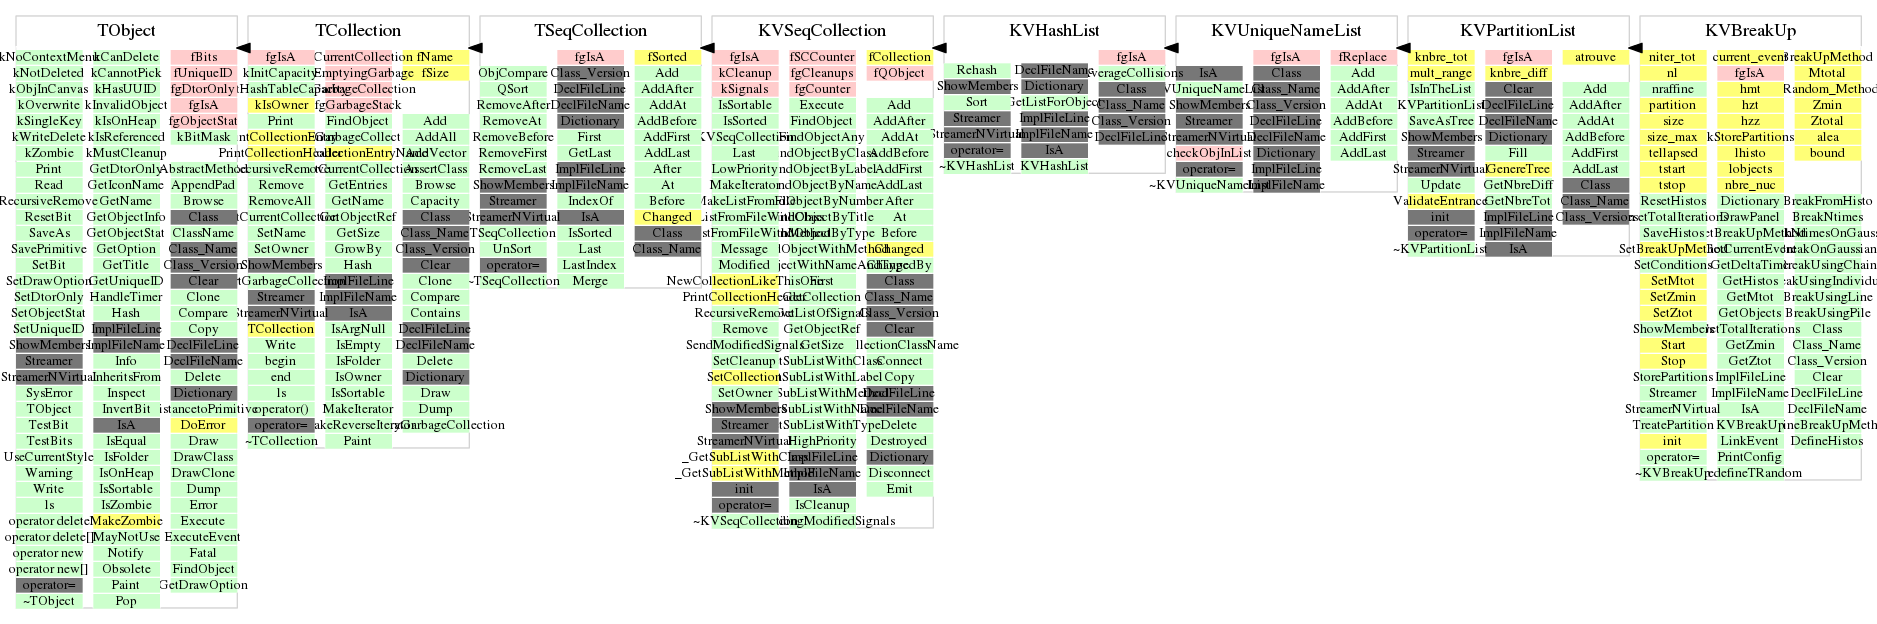 TObject
kNoContextMenu kCanDelete fBits
kNotDeleted kCannotPick fUniqueID
kObjInCanvas kHasUUID fgDtorOnly
kOverwrite kInvalidObject fgIsA
kSingleKey kIsOnHeap fgObjectStat
kWriteDelete kIsReferenced kBitMask
kZombie kMustCleanup
Print GetDtorOnly AbstractMethod
Read GetIconName AppendPad
RecursiveRemove GetName Browse
ResetBit GetObjectInfo Class
SaveAs GetObjectStat ClassName
SavePrimitive GetOption Class_Name
SetBit GetTitle Class_Version
SetDrawOption GetUniqueID Clear
SetDtorOnly HandleTimer Clone
SetObjectStat Hash Compare
SetUniqueID ImplFileLine Copy
ShowMembers ImplFileName DeclFileLine
Streamer Info DeclFileName
StreamerNVirtual InheritsFrom Delete
SysError Inspect Dictionary
TObject InvertBit DistancetoPrimitive
TestBit IsA DoError
TestBits IsEqual Draw
UseCurrentStyle IsFolder DrawClass
Warning IsOnHeap DrawClone
Write IsSortable Dump
ls IsZombie Error
operator delete MakeZombie Execute
operator delete[] MayNotUse ExecuteEvent
operator new Notify Fatal
operator new[] Obsolete FindObject
operator= Paint GetDrawOption
~TObject Pop
TCollection
fgIsA CurrentCollection fName
kInitCapacity EmptyingGarbage fSize
fgGarbageCollection
kIsOwner fgGarbageStack
Print FindObject Add
GarbageCollect AddAll
PrintCollectionHeader AddVector
AssertClass
Remove GetEntries Browse
RemoveAll GetName Capacity
GetObjectRef Class
SetName GetSize Class_Name
SetOwner GrowBy Class_Version
ShowMembers Hash Clear
ImplFileLine Clone
Streamer ImplFileName Compare
StreamerNVirtual IsA Contains
TCollection IsArgNull DeclFileLine
Write IsEmpty DeclFileName
begin IsFolder Delete
end IsOwner Dictionary
ls IsSortable Draw
operator() MakeIterator Dump
operator= MakeReverseIterator
~TCollection Paint
TSeqCollection
fgIsA fSorted
ObjCompare Class_Version Add
QSort DeclFileLine AddAfter
RemoveAfter DeclFileName AddAt
RemoveAt Dictionary AddBefore
RemoveBefore First AddFirst
RemoveFirst GetLast AddLast
RemoveLast ImplFileLine After
ShowMembers ImplFileName At
Streamer IndexOf Before
StreamerNVirtual IsA Changed
TSeqCollection IsSorted Class
UnSort Last Class_Name
operator= LastIndex
~TSeqCollection Merge
KVSeqCollection
fgIsA fSCCounter fCollection
kCleanup fgCleanups fQObject
kSignals fgCounter
IsSortable Execute Add
IsSorted FindObject AddAfter
KVSeqCollection FindObjectAny AddAt
Last FindObjectByClass AddBefore
LowPriority FindObjectByLabel AddFirst
MakeIterator FindObjectByName AddLast
FindObjectByNumber After
FindObjectByTitle At
FindObjectByType Before
Message Changed
Modified ChangedBy
NewCollectionLikeThisOne Class
PrintCollectionHeader GetCollection Class_Name
RecursiveRemove GetListOfSignals Class_Version
Remove GetObjectRef Clear
SendModifiedSignals GetSize CollectionClassName
SetCleanup GetSubListWithClass Connect
SetCollection GetSubListWithLabel Copy
SetOwner GetSubListWithMethod DeclFileLine
ShowMembers GetSubListWithName DeclFileName
Streamer GetSubListWithType Delete
StreamerNVirtual HighPriority Destroyed
_GetSubListWithClass ImplFileLine Dictionary
_GetSubListWithMethod ImplFileName Disconnect
init IsA Emit
operator= IsCleanup
~KVSeqCollection IsSendingModifiedSignals
KVHashList
fgIsA
Rehash DeclFileName AverageCollisions
ShowMembers Dictionary Class
Sort GetListForObject Class_Name
Streamer ImplFileLine Class_Version
StreamerNVirtual ImplFileName DeclFileLine
operator= IsA
~KVHashList KVHashList
KVUniqueNameList
fgIsA fReplace
IsA Class Add
KVUniqueNameList Class_Name AddAfter
ShowMembers Class_Version AddAt
Streamer DeclFileLine AddBefore
StreamerNVirtual DeclFileName AddFirst
checkObjInList Dictionary AddLast
operator= ImplFileLine
~KVUniqueNameList ImplFileName
KVPartitionList
knbre_tot fgIsA atrouve
mult_range knbre_diff
IsInTheList Clear Add
KVPartitionList DeclFileLine AddAfter
SaveAsTree DeclFileName AddAt
ShowMembers Dictionary AddBefore
Streamer Fill AddFirst
StreamerNVirtual GenereTree AddLast
Update GetNbreDiff Class
ValidateEntrance GetNbreTot Class_Name
init ImplFileLine Class_Version
operator= ImplFileName
~KVPartitionList IsA
KVBreakUp
niter_tot current_event BreakUpMethod
nl fgIsA Mtotal
nraffine hmt Random_Method
partition hzt Zmin
size hzz Ztotal
size_max kStorePartitions alea
tellapsed lhisto bound
tstart lobjects
tstop nbre_nuc
ResetHistos Dictionary BreakFromHisto
SetTotalIterations DrawPanel BreakNtimes
SaveHistos GetBreakUpMethod BreakNtimesOnGaussian
SetBreakUpMethod GetCurrentEvent BreakOnGaussian
SetConditions GetDeltaTime BreakUsingChain
SetMtot GetHistos BreakUsingIndividual
SetZmin GetMtot BreakUsingLine
SetZtot GetObjects BreakUsingPile
ShowMembers GetTotalIterations Class
Start GetZmin Class_Name
Stop GetZtot Class_Version
StorePartitions ImplFileLine Clear
Streamer ImplFileName DeclFileLine
StreamerNVirtual IsA DeclFileName
TreatePartition KVBreakUp DefineBreakUpMethod
init LinkEvent DefineHistos
operator= PrintConfig
~KVBreakUp RedefineTRandom